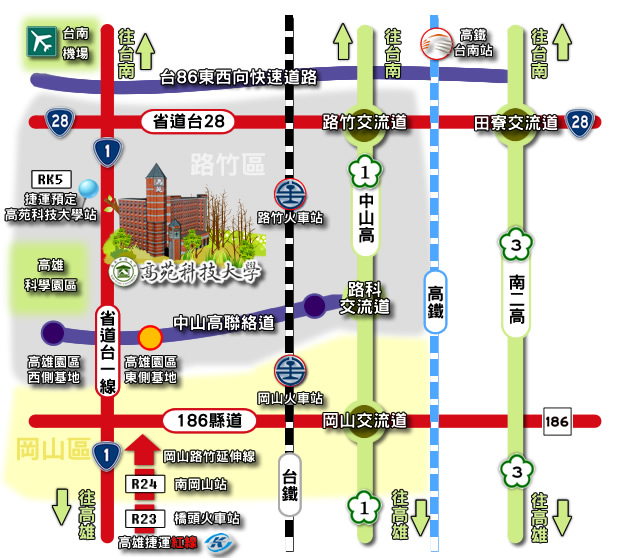 台南
機場
往台南
往台南
高鐵
台南站
往台南
台86東西向快速道路
28
省道台28
路竹交流道
田寮交流道
28
1
路竹區
RK5
捷運預定
高苑科技大學站
路竹火車站
1
中山高
3
南二高
高苑科技大學
高雄
科學園區
路科
交流道
高鐵
省道台一線
中山高聯絡道
高雄園區
西側基地
高雄園區
東側基地
岡山火車站
186縣道
岡山交流道
186
岡山區
1
岡山路竹延伸線
台鐵
3
R24
南岡山站
往高雄
1
往高雄
往高雄
R23
橋頭火車站
高雄捷運紅線